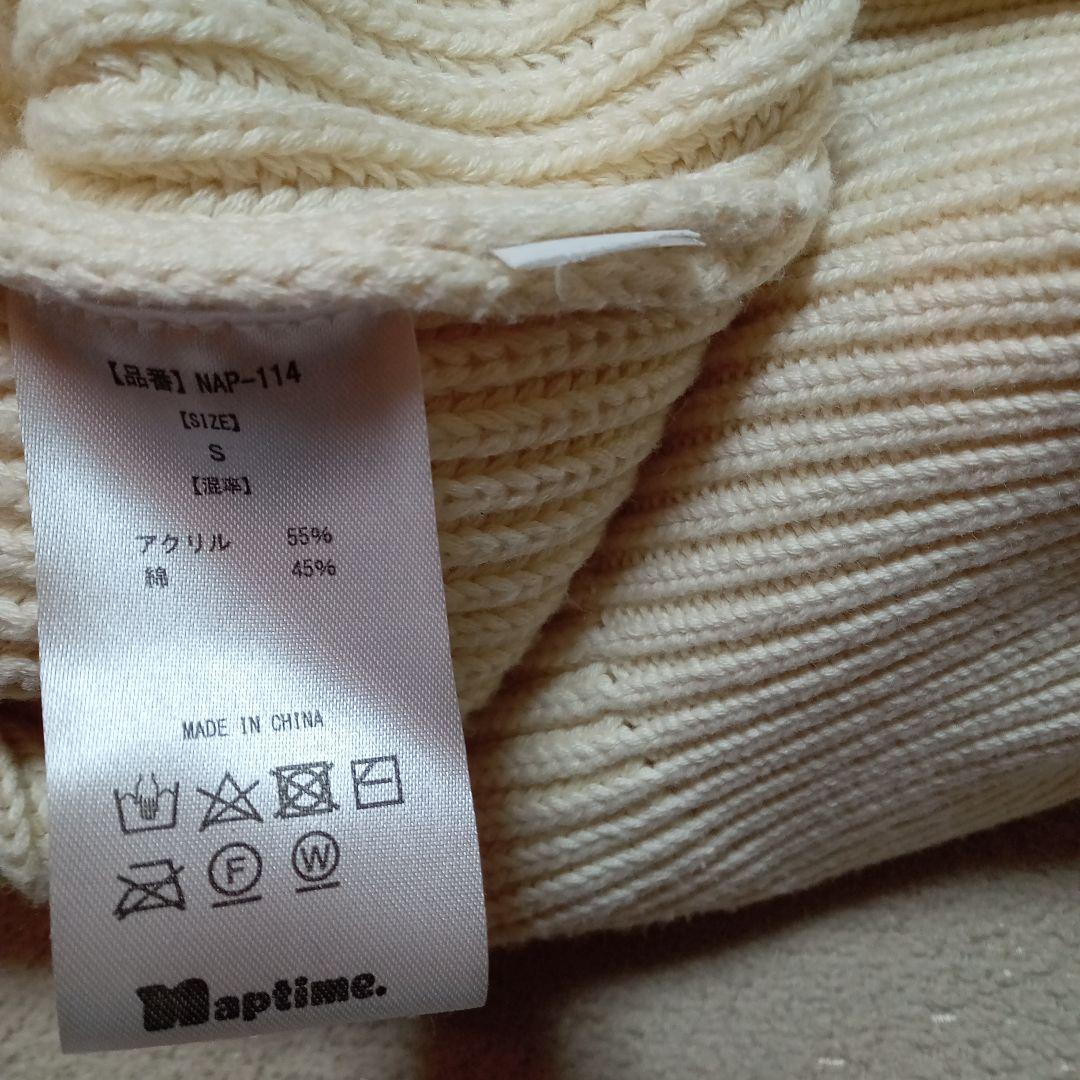 【品番】NAP-114
【SIZE】
S
【混率】
アクリル 55%
綿 45%
MADE IN CHINA
F W
Naptime.